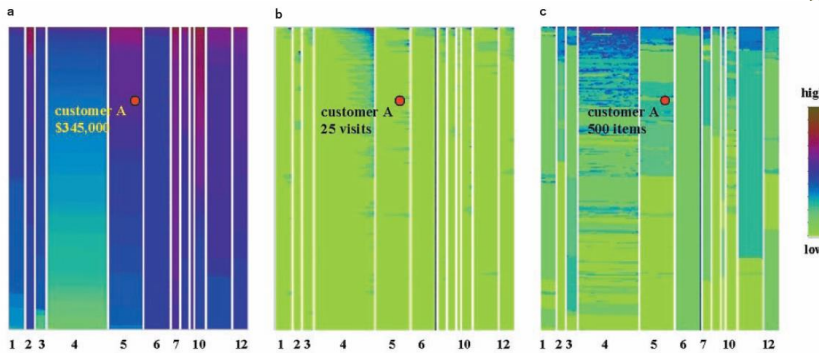 a
b
c
customer A
$345,000
customer A
25 visits
customer A
500 items
low
1 2 3 4 5 6 7 10 12
1 2 3 4 5 6 10 12
1 2 3 4 5 6 7 10 12